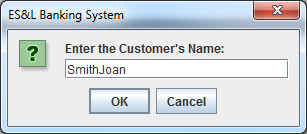 ES&L Banking System
Enter the Customer's Name:
SmithJoan
OK Cancel